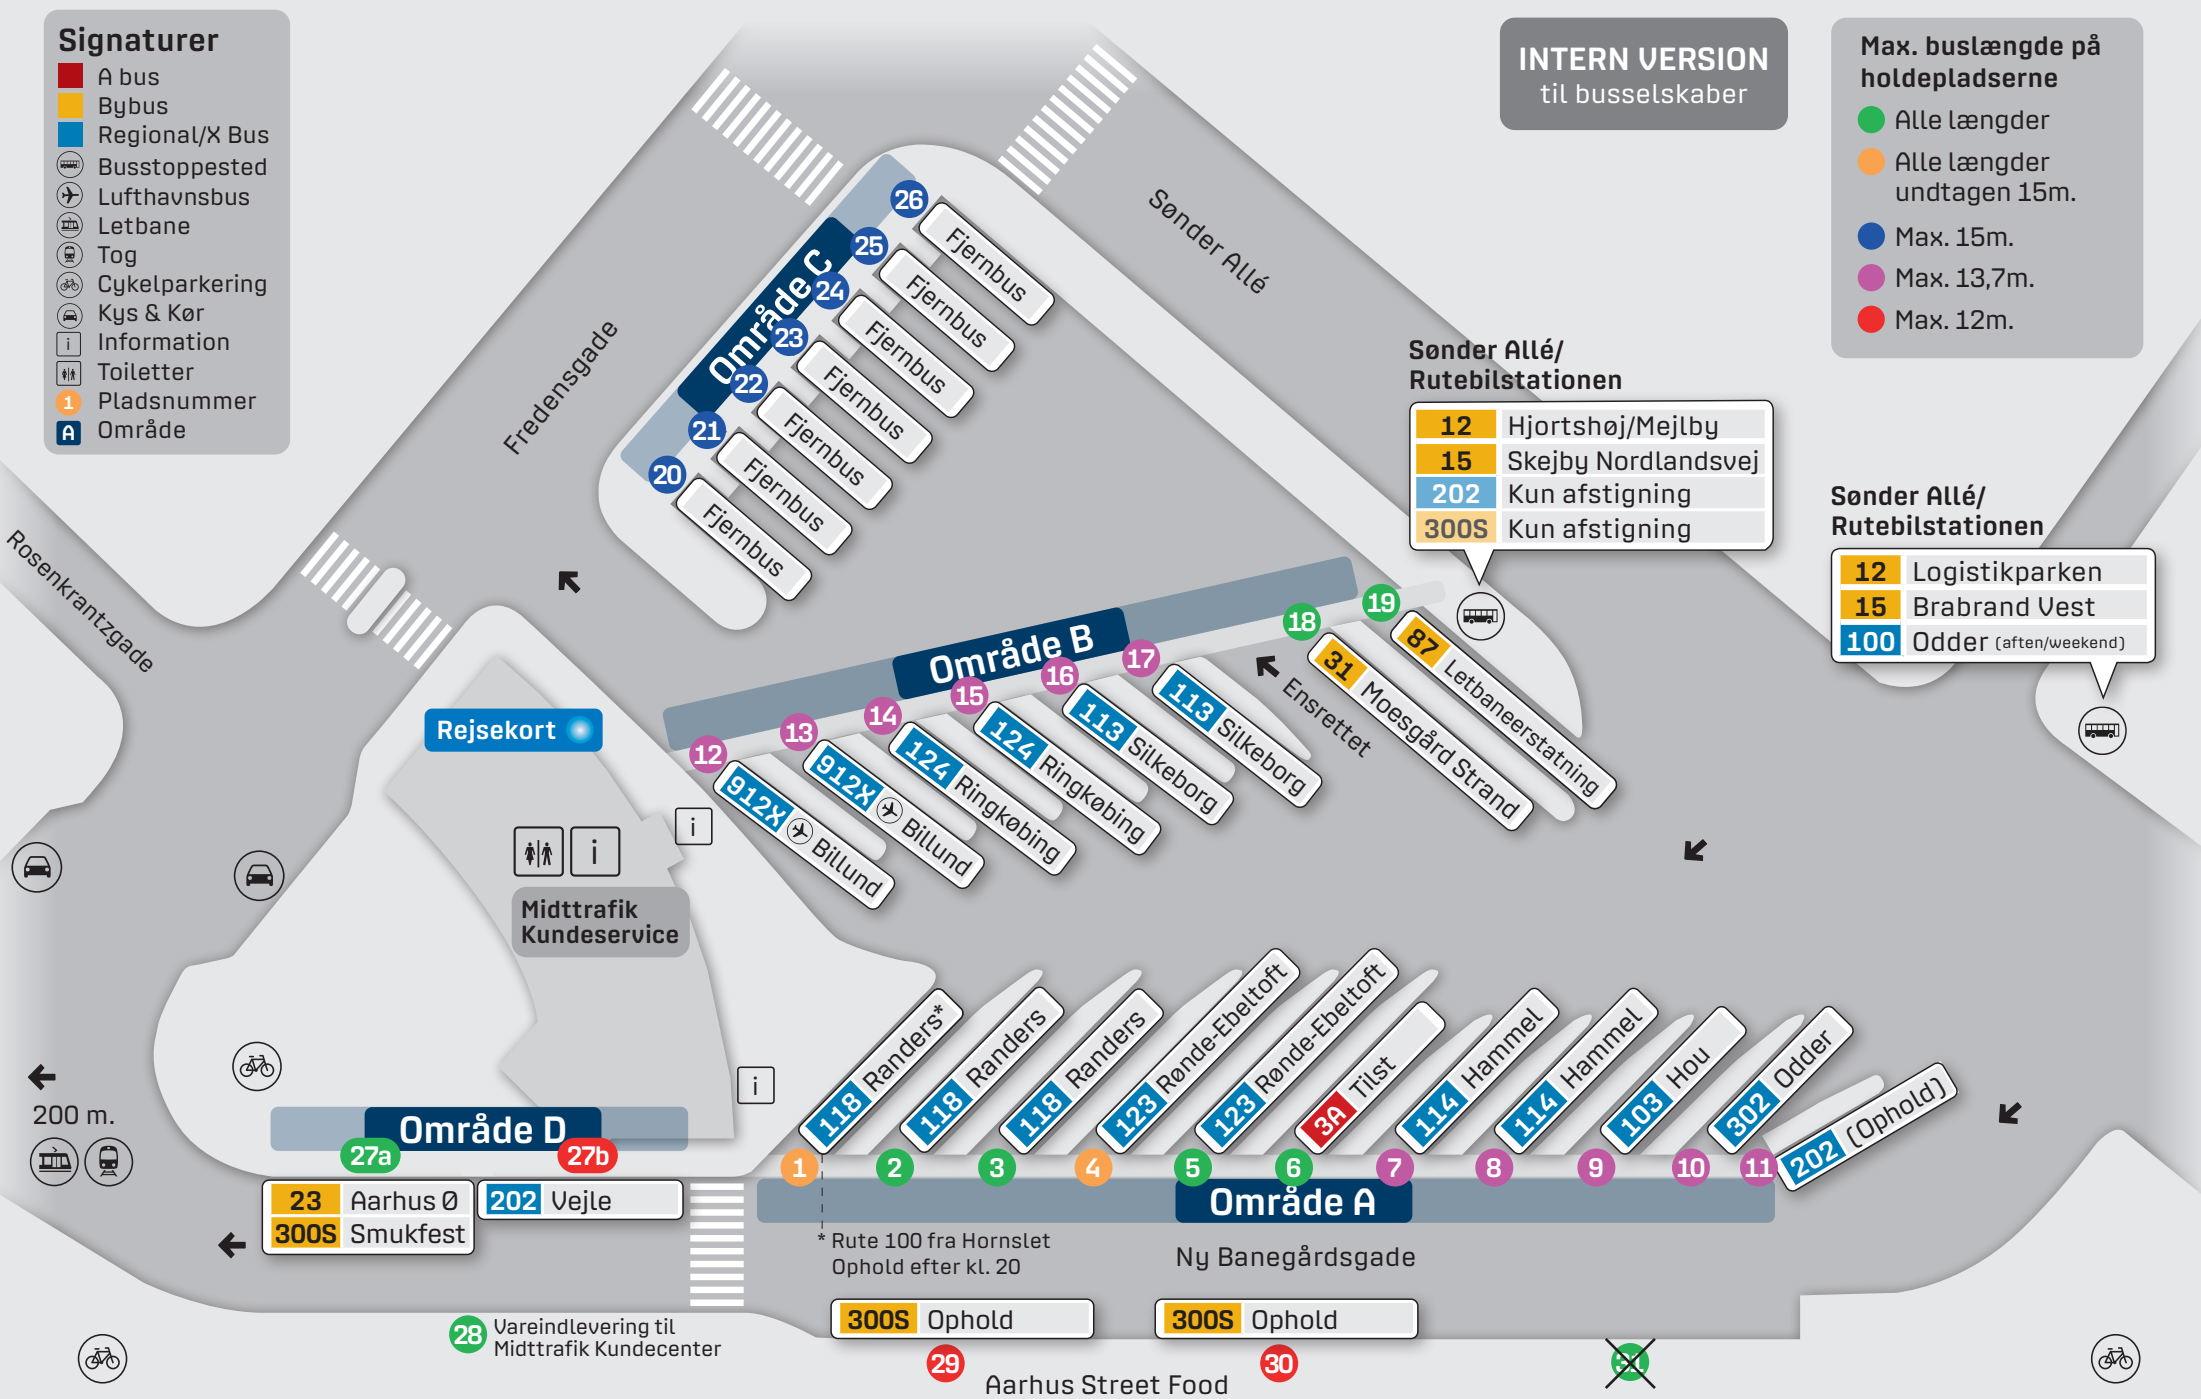 Signaturer
A bus
Bybus
Regional/X Bus
Busstoppested
Lufthavnsbus
Letbane
Tog
Cykelparkering
Kys & Kør
i Information
Toiletter
1 Pladsnummer
A Område
INTERN VERSION
til busselskaber
Max. buslængde på
holdepladserne
Alle længder
Alle længder
undtagen 15m.
Max. 15m.
Max. 13,7m.
Max. 12m.
Sønder Allé
Fredensgade
Rosenkrantzgade
Område C
26 Fjernbus
25 Fjernbus
24 Fjernbus
23 Fjernbus
22 Fjernbus
21 Fjernbus
20 Fjernbus
Sønder Allé/
Rutebilstationen
12 Hjortshøj/Mejlby
15 Skejby Nordlandsvej
202 Kun afstigning
300S Kun afstigning
Sønder Allé/
Rutebilstationen
12 Logistikparken
15 Brabrand Vest
100 Odder (aften/weekend)
Område B
12 912X Billund
13 912X Billund
14 124 Ringkøbing
15 124 Ringkøbing
16 113 Silkeborg
17 113 Silkeborg
Ensrettet
18 31 Moesgård Strand
19 87 Letbaneerstatning
Rejsekort
i
i
Midttrafik
Kundeservice
i
200 m.
Område D
27a
27b
23 Aarhus Ø
300S Smukfest
202 Vejle
1 118 Randers*
2 118 Randers
3 118 Randers
4 123 Rønde-Ebeltoft
5 123 Rønde-Ebeltoft
6 3A Tilst
7 114 Hammel
8 114 Hammel
9 103 Hou
10 302 Odder
11 202 (Ophold)
Område A
* Rute 100 fra Hornslet
Ophold efter kl. 20
Ny Banegårdsgade
28 Vareindlevering til
Midttrafik Kundecenter
300S Ophold
29
300S Ophold
30
31
Aarhus Street Food